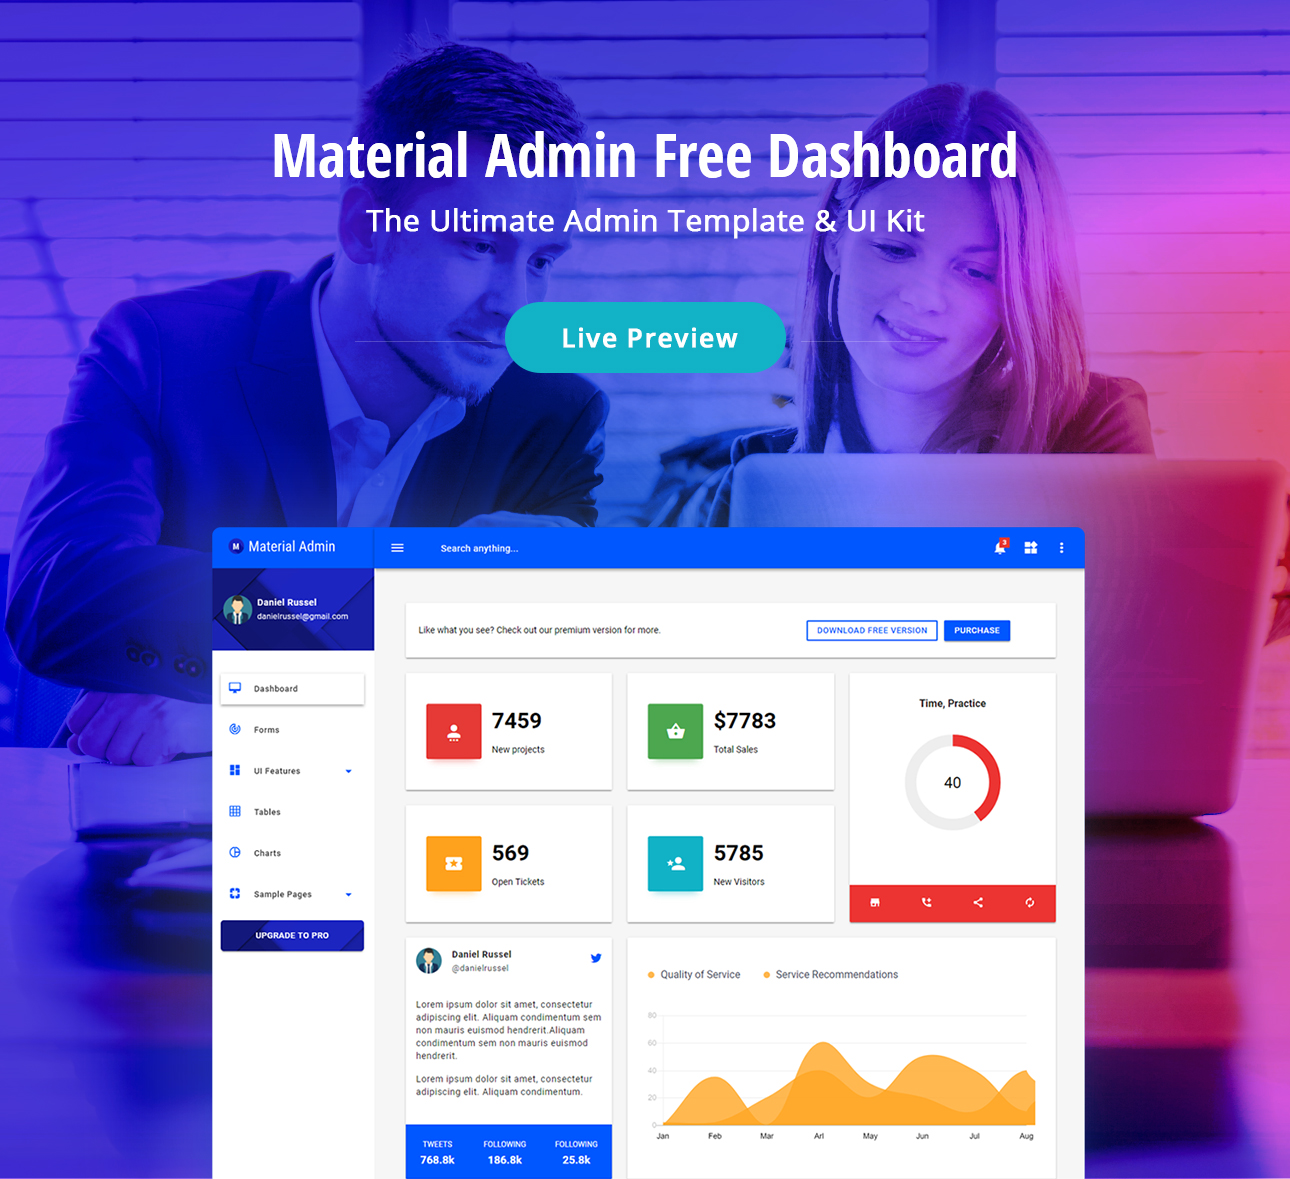 Material Admin Free Dashboard
The Ultimate Admin Template & UI Kit
Live Preview
M Material Admin
Search anything...
3
Daniel Russel
danielrussel@gmail.com
Dashboard
Forms
UI Features
Tables
Charts
Sample Pages
UPGRADE TO PRO
Like what you see? Check out our premium version for more.
DOWNLOAD FREE VERSION
PURCHASE
7459
New projects
$7783
Total Sales
Time, Practice
40
569
Open Tickets
5785
New Visitors
Daniel Russel
@danielrussel
Lorem ipsum dolor sit amet, consectetur
adipiscing elit. Aliquam condimentum sem
non mauris euismod hendrerit.Aliquam
condimentum sem non mauris euismod
hendrerit.
Lorem ipsum dolor sit amet, consectetur
adipiscing elit. Aliquam condimentum.
TWEETS FOLLOWING FOLLOWING
768.8k 186.8k 25.8k
Quality of Service Service Recommendations
80
60
40
20
0
Jan Feb Mar Arl May Jun Jul Aug